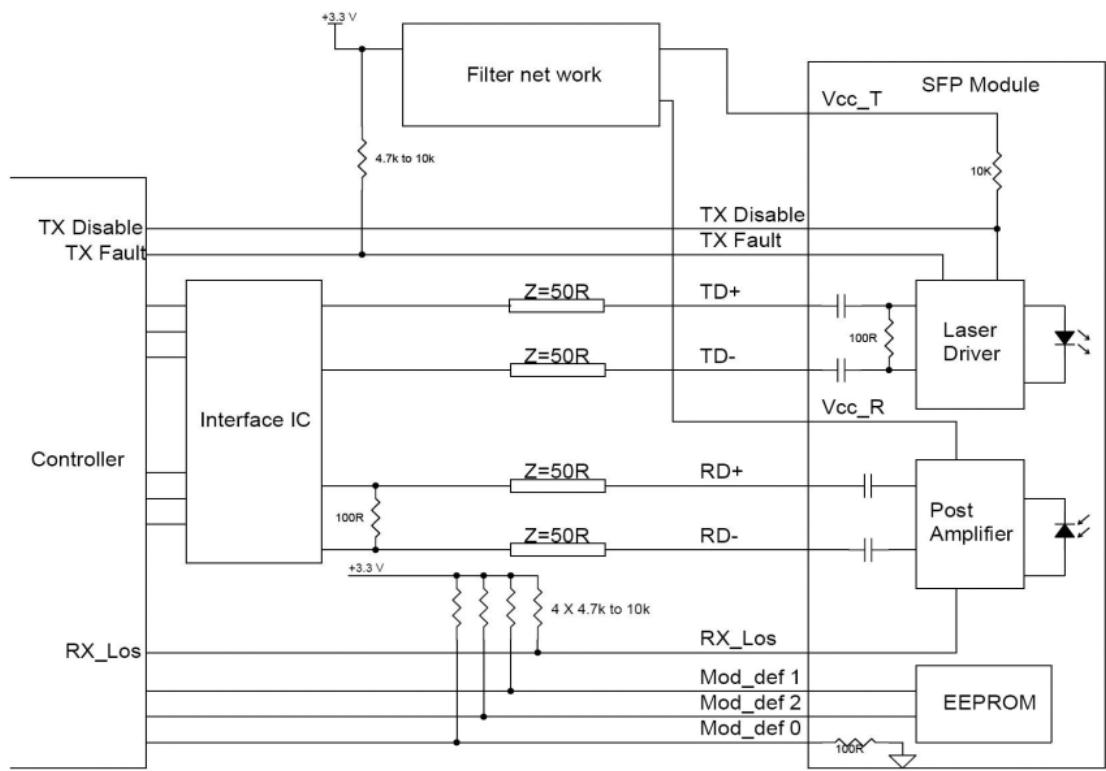 +3.3 V
Filter net work
SFP Module
Vcc_T
4.7k to 10k
10K
TX Disable
TX Disable
TX Fault
TX Fault
Z=50R
TD+
100R
Laser
Driver
Z=50R
TD-
Interface IC
Vcc_R
Controller
Z=50R
RD+
100R
Post
Amplifier
Z=50R
RD-
+3.3 V
4 X 4.7k to 10k
RX_Los
RX_Los
Mod_def 1
EEPROM
Mod_def 2
Mod_def 0
100R